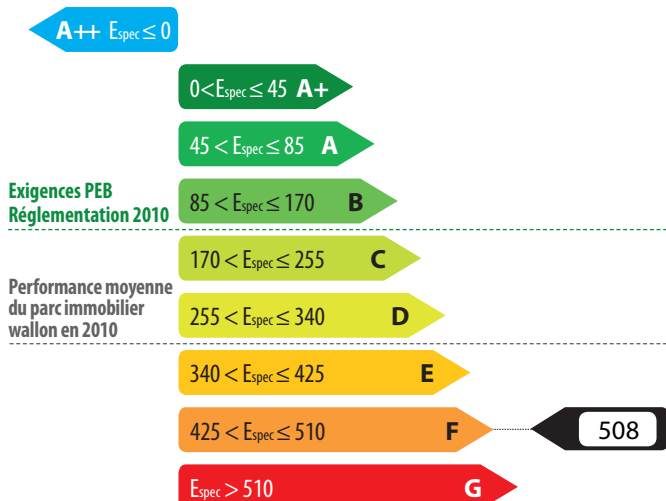 A++ Espec ≤ 0
0 < Espec ≤ 45 A+
45 < Espec ≤ 85 A
Exigences PEB
Réglementation 2010
85 < Espec ≤ 170 B
170 < Espec ≤ 255 C
Performance moyenne
du parc immobilier
wallon en 2010
255 < Espec ≤ 340 D
340 < Espec ≤ 425 E
425 < Espec ≤ 510 F 508
Espec > 510 G